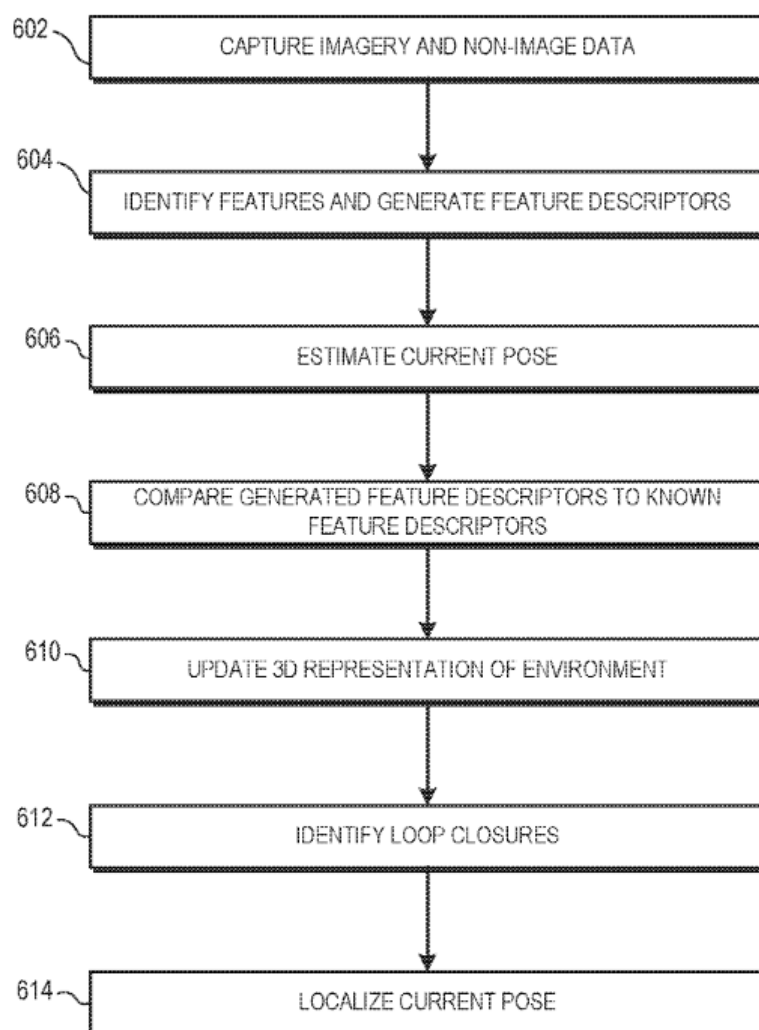 602
CAPTURE IMAGERY AND NON-IMAGE DATA
604
IDENTIFY FEATURES AND GENERATE FEATURE DESCRIPTORS
606
ESTIMATE CURRENT POSE
608
COMPARE GENERATED FEATURE DESCRIPTORS TO KNOWN
FEATURE DESCRIPTORS
610
UPDATE 3D REPRESENTATION OF ENVIRONMENT
612
IDENTIFY LOOP CLOSURES
614
LOCALIZE CURRENT POSE